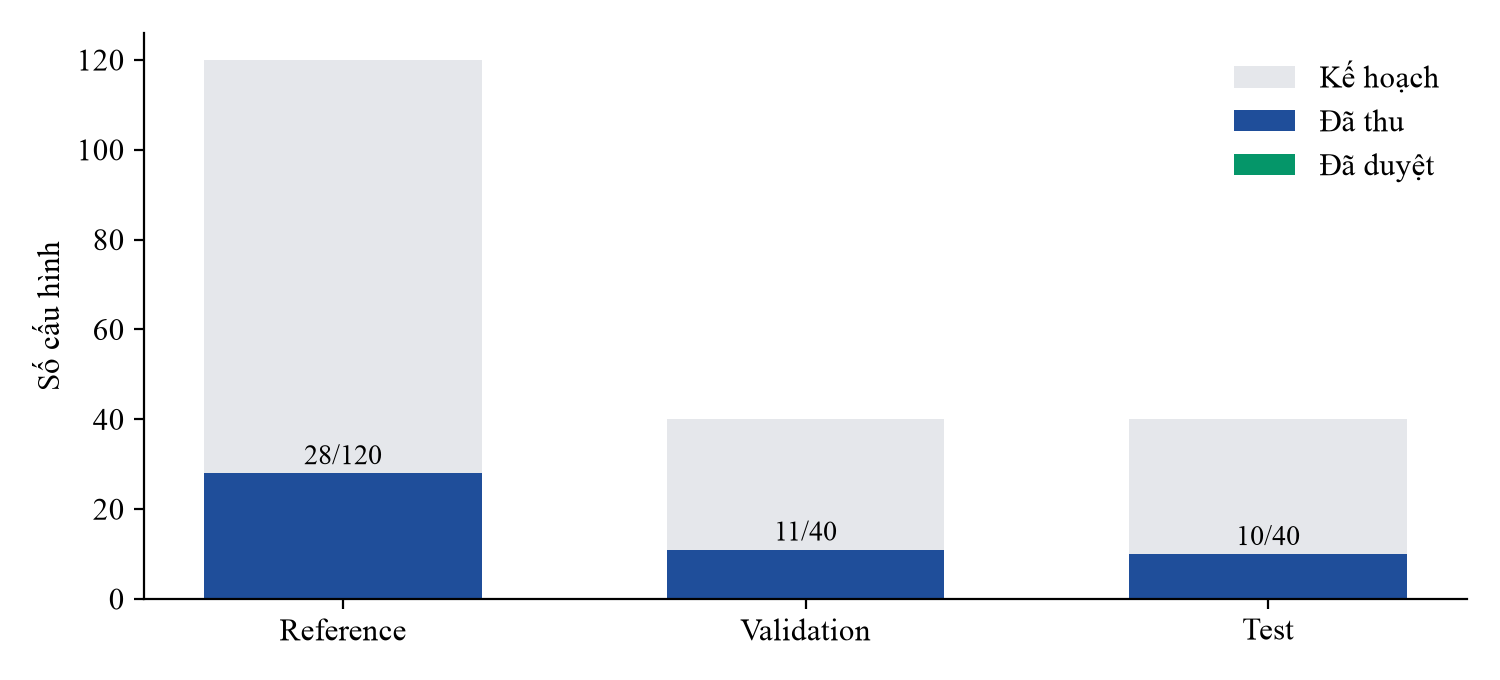 Số cấu hình
120
100
80
60
40
20
0
28/120
11/40
10/40
Reference
Validation
Test
Kế hoạch
Đã thu
Đã duyệt